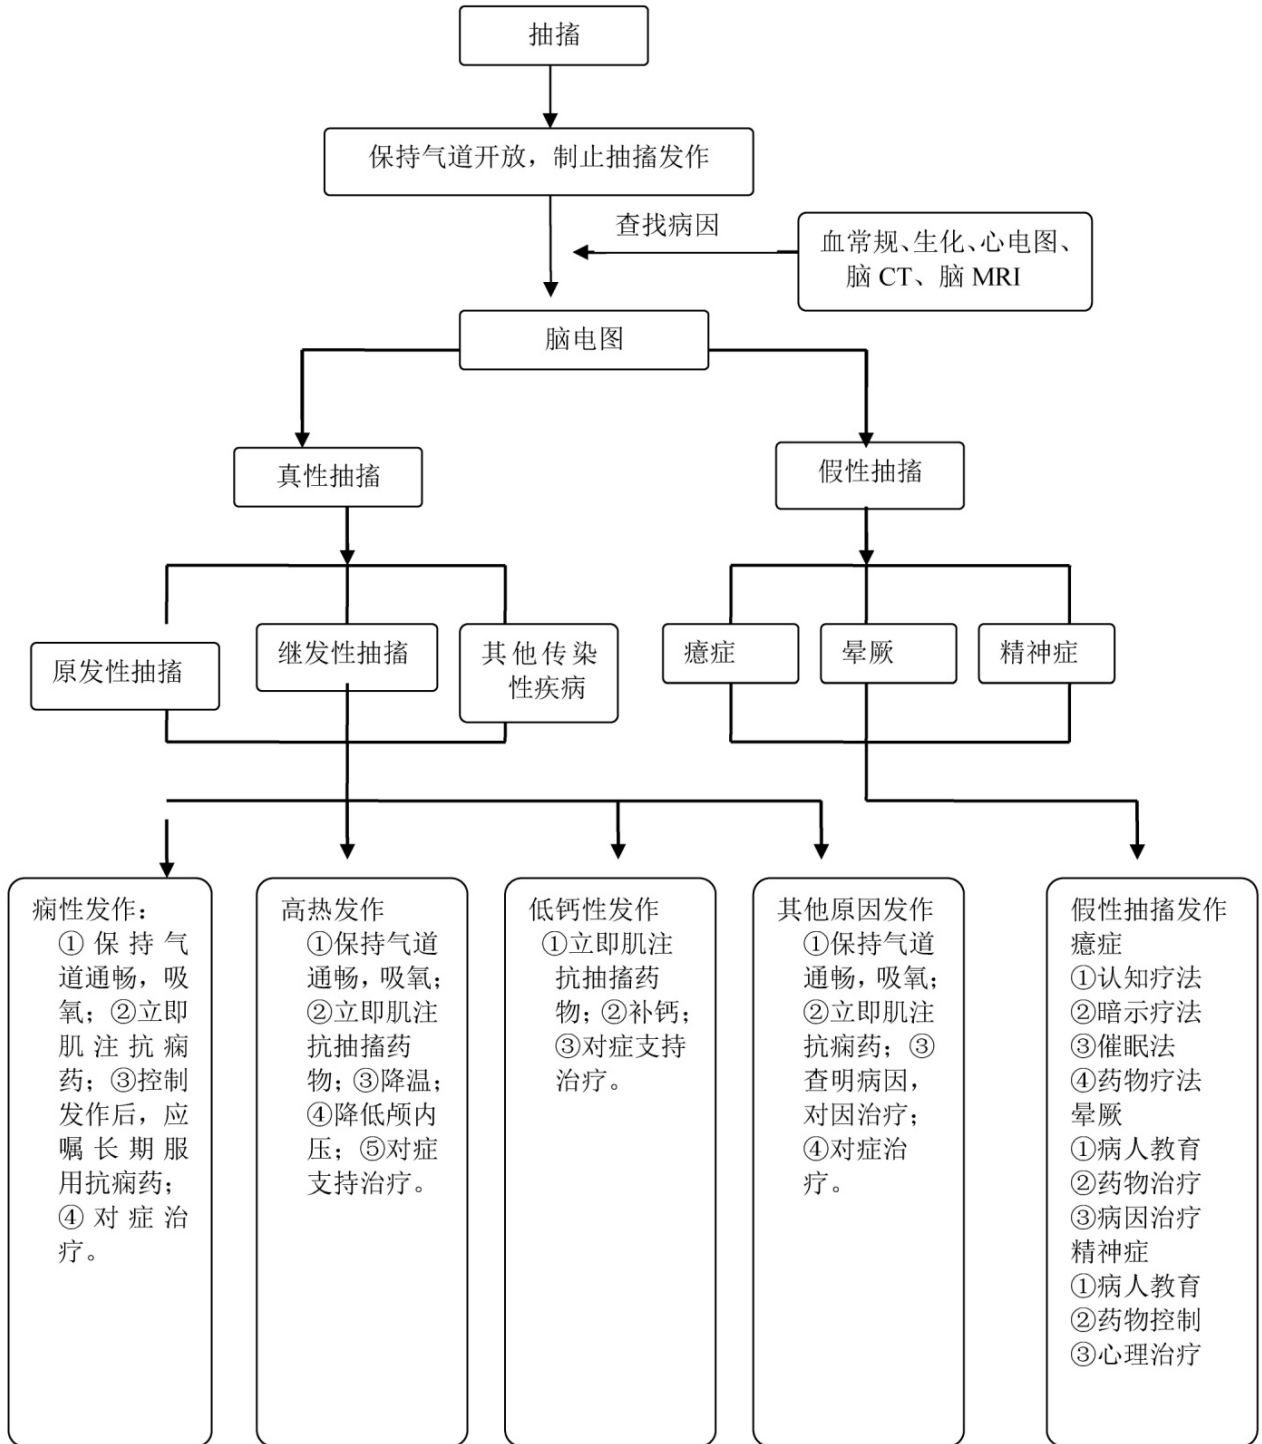 抽搐
保持气道开放，制止抽搐发作
查找病因
血常规、生化、心电图、
脑 CT、脑 MRI
脑电图
真性抽搐
假性抽搐
原发性抽搐
继发性抽搐
其他传染
性疾病
癔症
晕厥
精神症
痫性发作：
①保持气
道通畅，吸
氧；②立即
肌注抗痫
药；③控制
发作后，应
嘱长期服
用抗痫药；
④对症治
疗。
高热发作
①保持气道
通畅，吸氧；
②立即肌注
抗抽搐药
物；③降温；
④降低颅内
压；⑤对症
支持治疗。
低钙性发作
①立即肌注
抗抽搐药
物；②补钙；
③对症支持
治疗。
其他原因发作
①保持气道
通畅，吸氧；
②立即肌注
抗痫药；③
查明病因，
对因治疗；
④对症治
疗。
假性抽搐发作
癔症
①认知疗法
②暗示疗法
③催眠法
④药物疗法
晕厥
①病人教育
②药物治疗
③病因治疗
精神症
①病人教育
②药物控制
③心理治疗